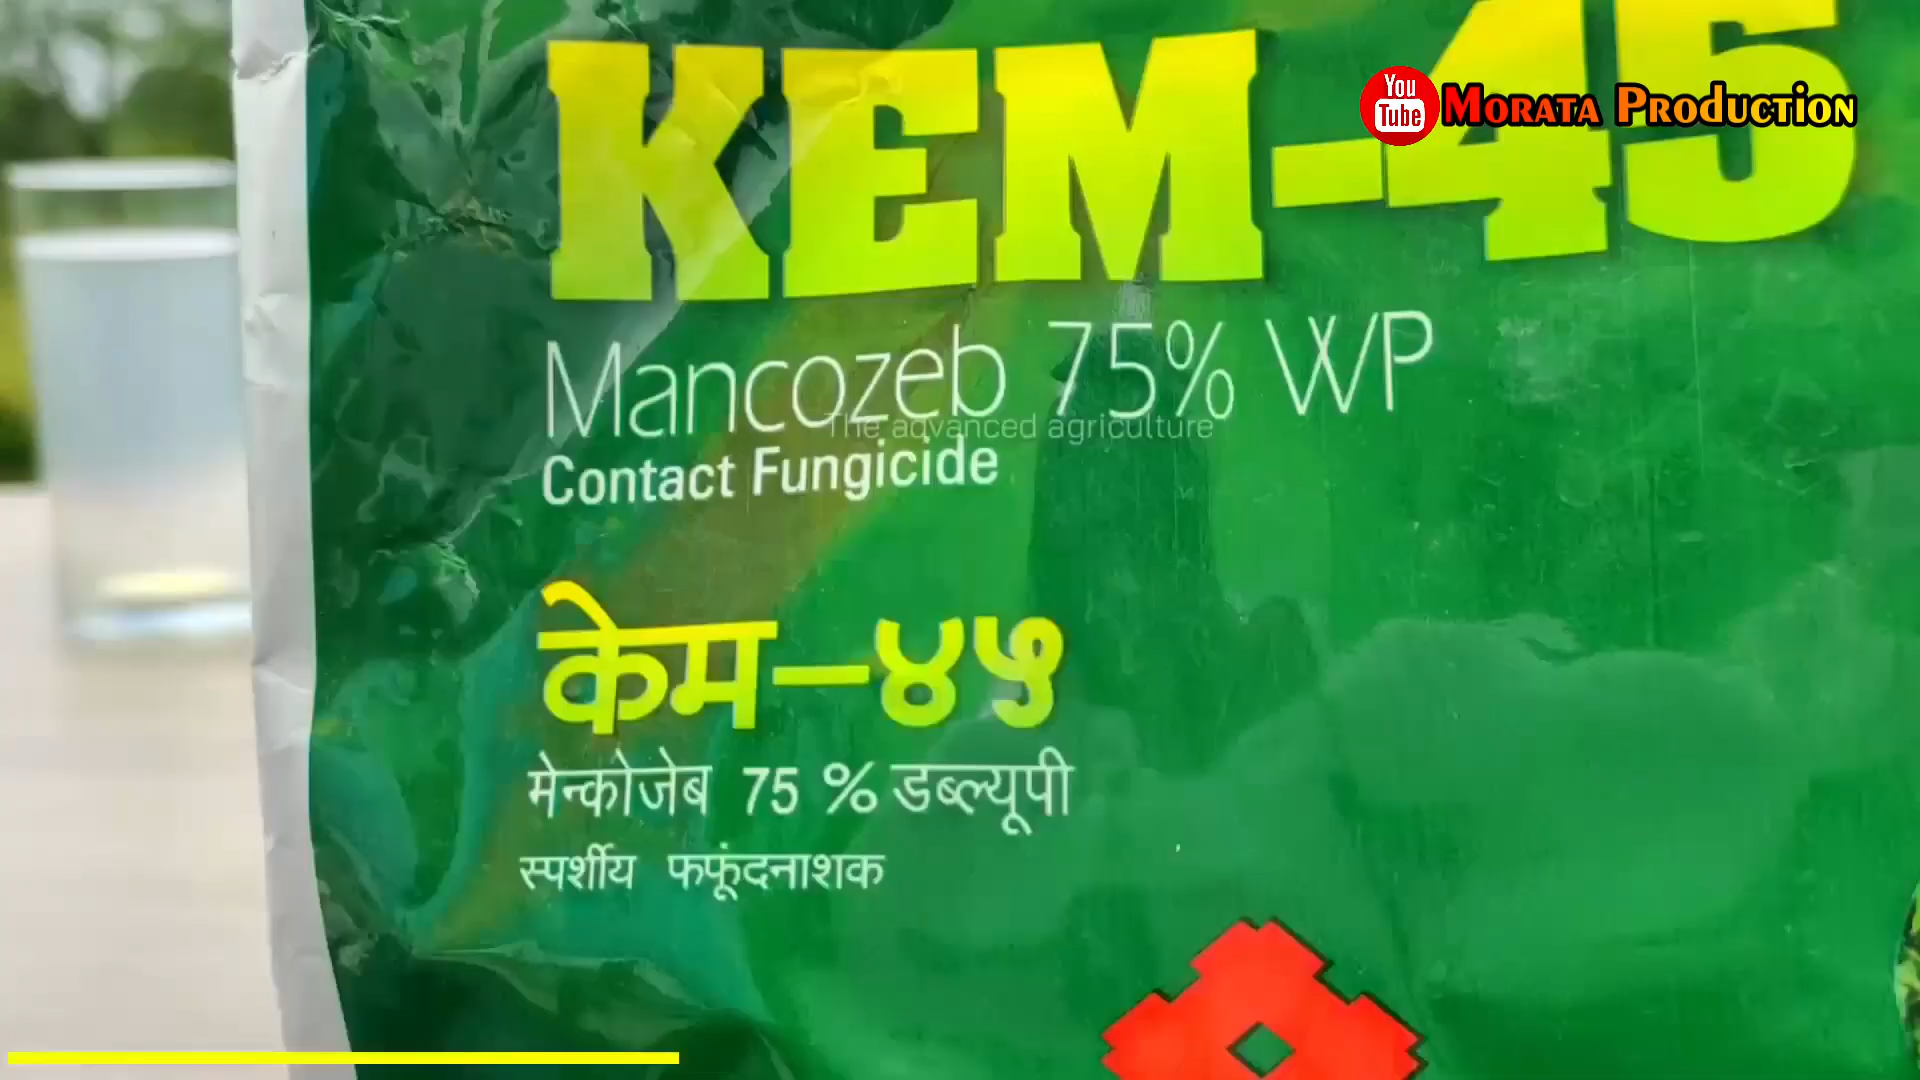 KEM-45
You
Tube
Morata Production
Mancozeb 75% WP
The advanced agriculture
Contact Fungicide
केम-४५
मेन्कोजेब 75 % डब्ल्यूपी
स्पर्शीय फफूंदनाशक